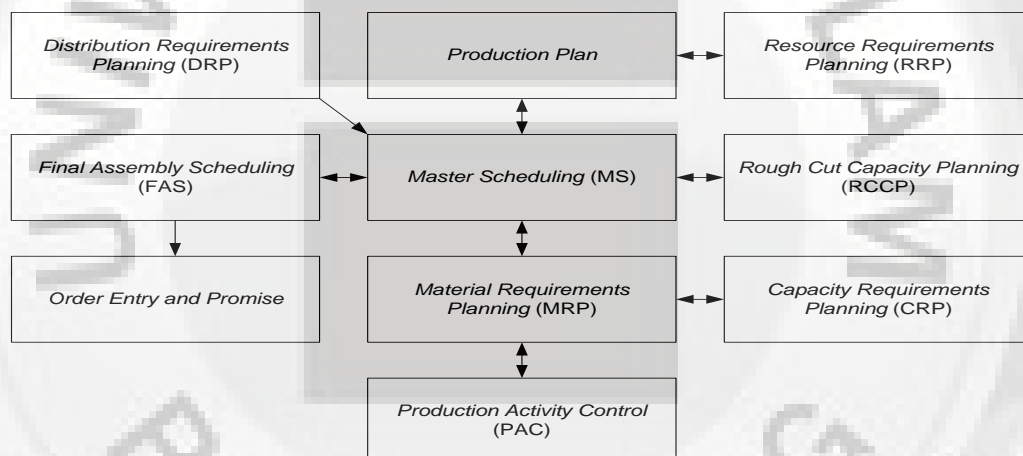 Distribution Requirements
Planning (DRP)
Production Plan
Resource Requirements
Planning (RRP)
Final Assembly Scheduling
(FAS)
Master Scheduling (MS)
Rough Cut Capacity Planning
(RCCP)
Order Entry and Promise
Material Requirements
Planning (MRP)
Capacity Requirements
Planning (CRP)
Production Activity Control
(PAC)